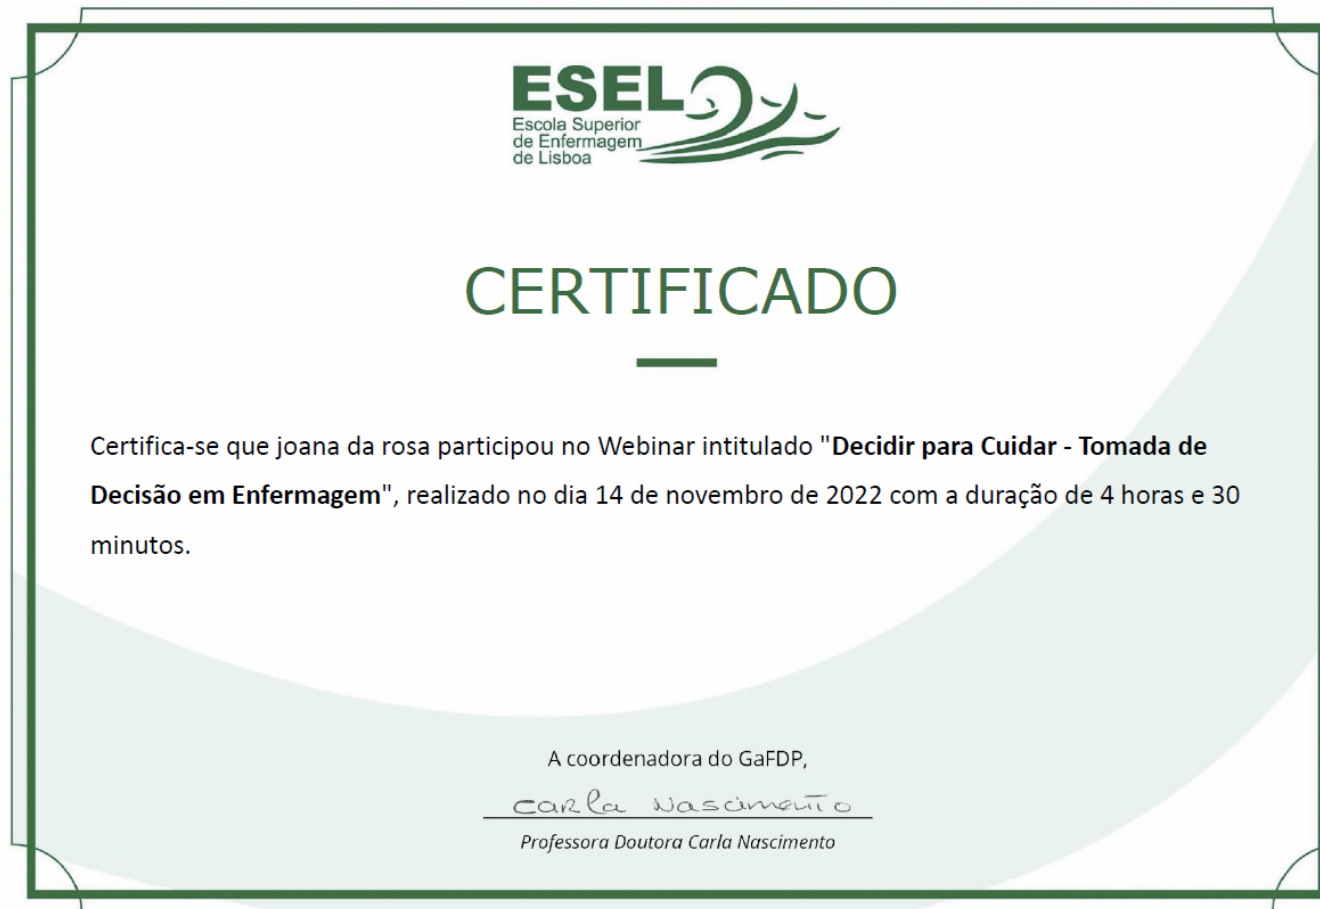 ESEL
Escola Superior
de Enfermagem
de Lisboa
CERTIFICADO
Certifica-se que joana da rosa participou no Webinar intitulado "Decidir para Cuidar - Tomada de
Decisão em Enfermagem", realizado no dia 14 de novembro de 2022 com a duração de 4 horas e 30
minutos.
A coordenadora do GaFDP,
Carla Nascimento
Professora Doutora Carla Nascimento